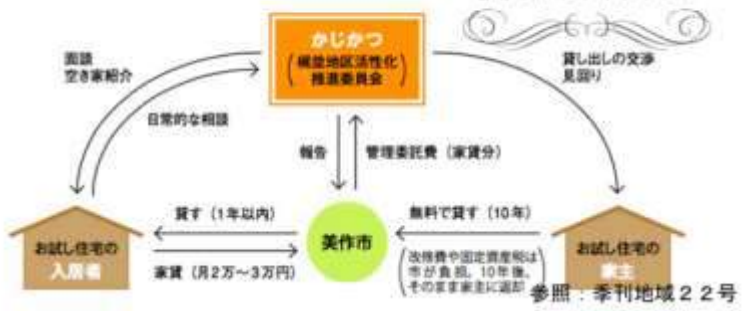 かじかつ
(梶並地区活性化
推進委員会)
面談
空き家紹介
日常的な相談
貸し出しの交渉
見回り
報告
管理委託費(家賃分)
お試し住宅の
入居者
貸す(1年以内)
家賃(月2万〜3万円)
美作市
無料で貸す(10年)
(改修費や固定資産税は
市が負担。10年後、
そのまま家主に返却)
お試し住宅の
家主
参照:季刊地域22号